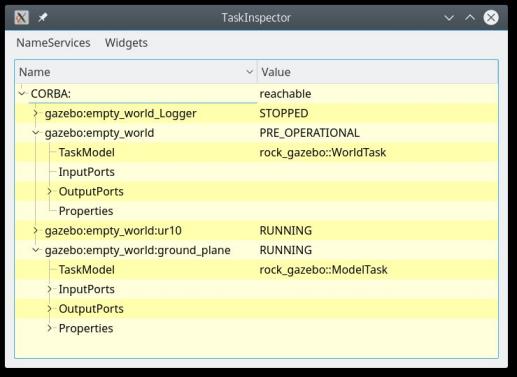 TaskInspector
NameServices Widgets
Name Value
CORBA: reachable
gazebo:empty_world_Logger STOPPED
gazebo:empty_world PRE_OPERATIONAL
TaskModel rock_gazebo::WorldTask
InputPorts
OutputPorts
Properties
gazebo:empty_world:ur10 RUNNING
gazebo:empty_world:ground_plane RUNNING
TaskModel rock_gazebo::ModelTask
InputPorts
OutputPorts
Properties